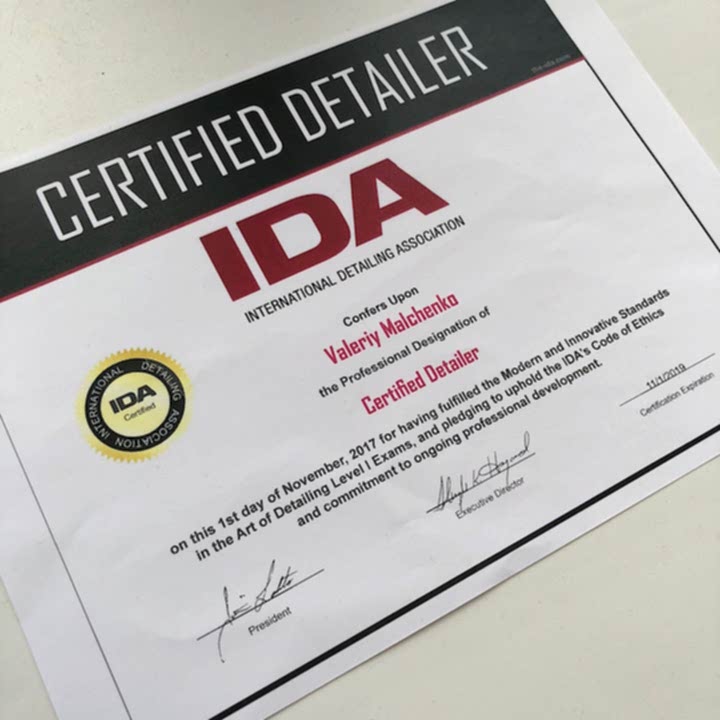 CERTIFIED DETAILER
the-ida.com
IDA
INTERNATIONAL DETAILING ASSOCIATION
Confers Upon
Valeriy Malchenko
the Professional Designation of
Certified Detailer
on this 1st day of November, 2017 for having fulfilled the Modern and Innovative Standards
in the Art of Detailing Level I Exams, and pledging to uphold the IDA's Code of Ethics
and commitment to ongoing professional development.
INTERNATIONAL DETAILING ASSOCIATION
IDA
Certified
11/1/2019
Certification Expiration
Executive Director
President